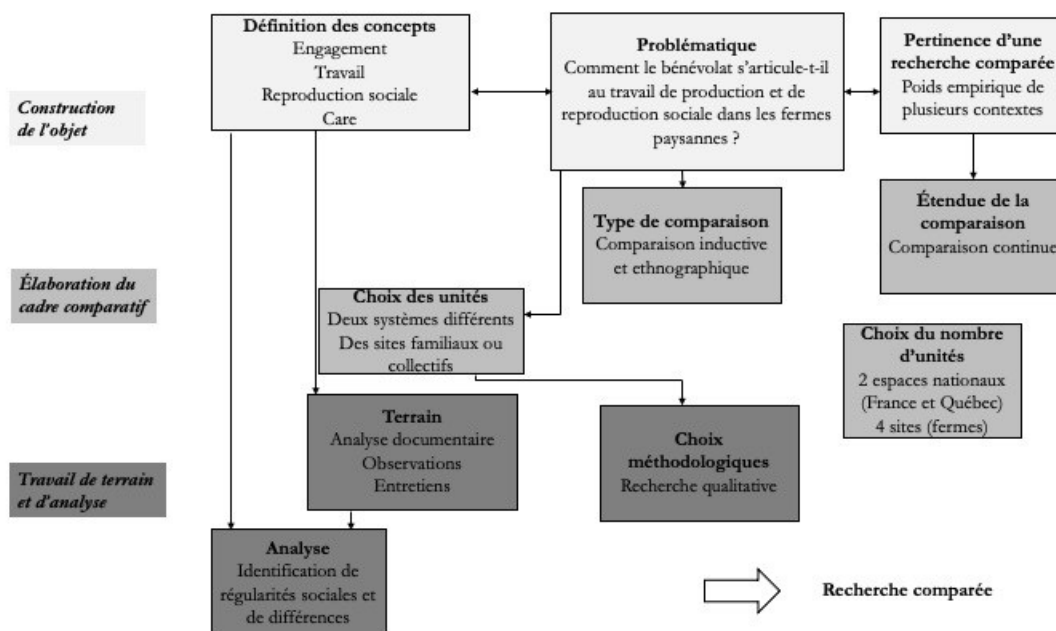 Définition des concepts
Engagement
Travail
Reproduction sociale
Care
Problématique
Comment le bénévolat s'articule-t-il
au travail de production et de
reproduction sociale dans les fermes
paysannes ?
Pertinence d'une
recherche comparée
Poids empirique de
plusieurs contextes
Construction
de l'objet
Type de comparaison
Comparaison inductive
et ethnographique
Étendue de la
comparaison
Comparaison continue
Élaboration du
cadre comparatif
Choix des unités
Deux systèmes différents
Des sites familiaux ou
collectifs
Choix du nombre
d'unités
2 espaces nationaux
(France et Québec)
4 sites (fermes)
Terrain
Analyse documentaire
Observations
Entretiens
Choix
méthodologiques
Recherche qualitative
Travail de terrain
et d'analyse
Analyse
Identification de
régularités sociales et
de différences
Recherche comparée